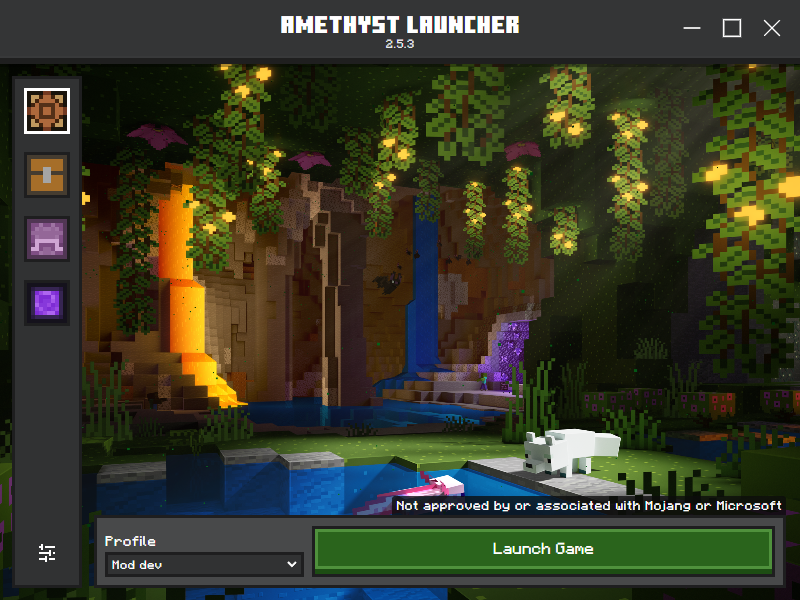 AMETHYST LAUNCHER
2.5.3
Not approved by or associated with Mojang or Microsoft
Profile
Mod dev
Launch Game